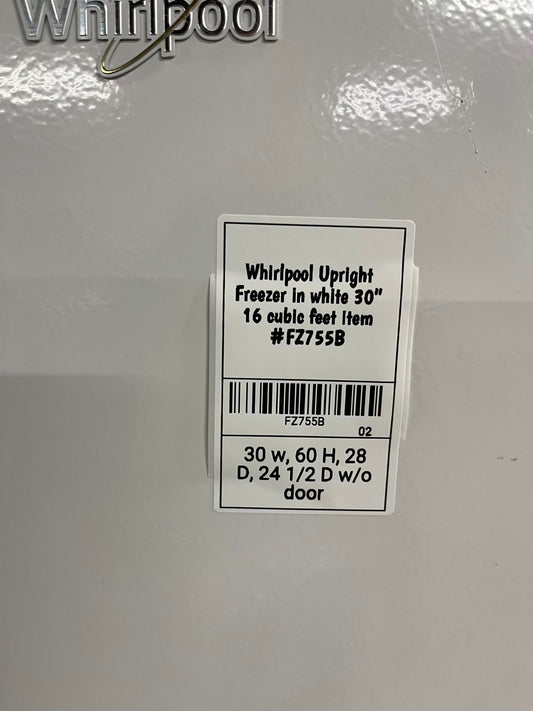 Whirlpool
Whirlpool Upright
Freezer in white 30"
16 cubic feet item
#FZ755B
FZ755B
02
30 w, 60 H, 28
D, 24 1/2 D w/o
door